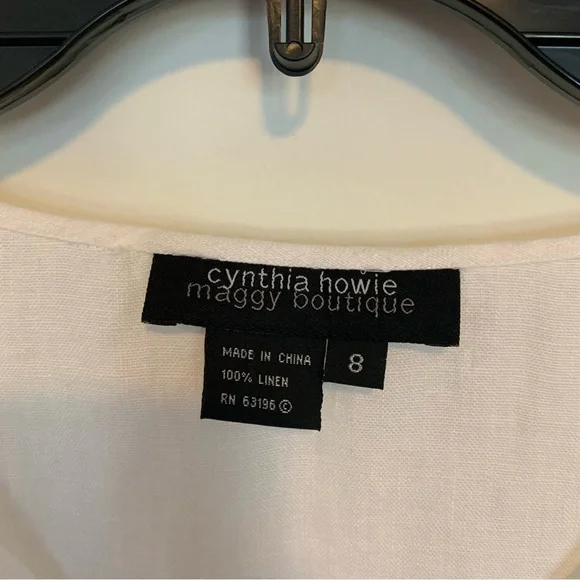 cynthia howie
maggy boutique
MADE IN CHINA
100% LINEN
RN 63196 ©
8